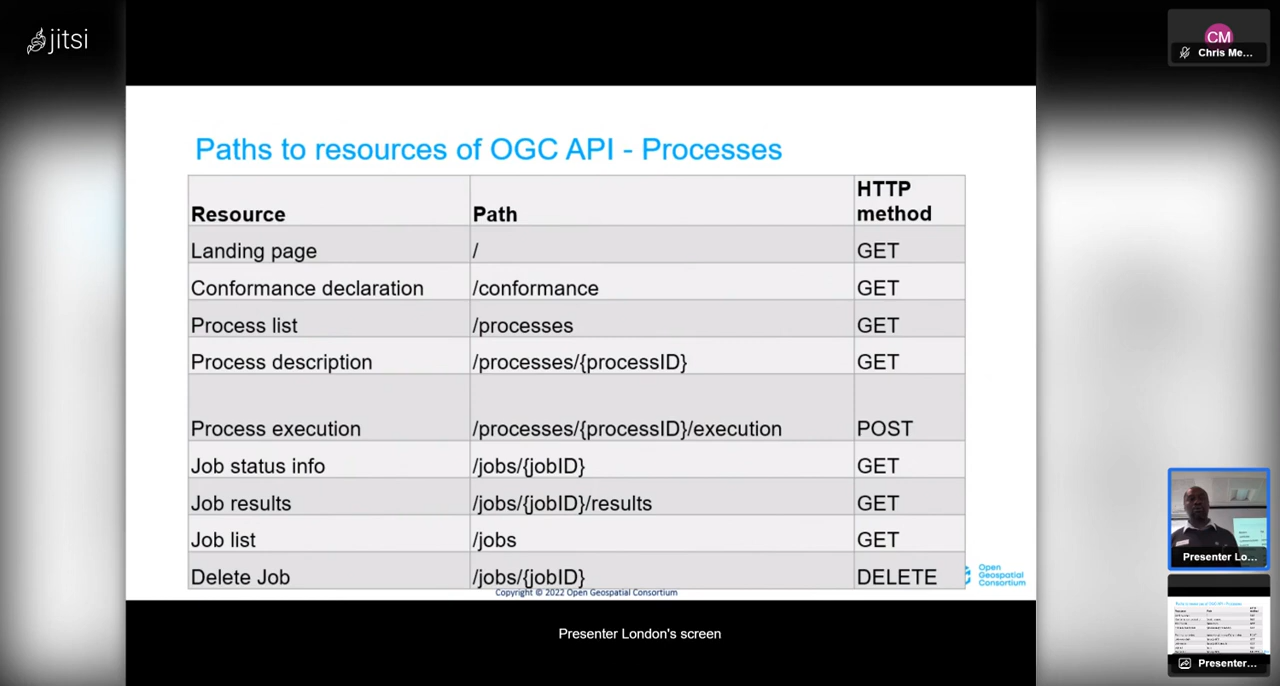 jitsi
CM
Chris Me...
Paths to resources of OGC API - Processes
Resource Path HTTP method
Landing page / GET
Conformance declaration /conformance GET
Process list /processes GET
Process description /processes/{processID} GET
Process execution /processes/{processID}/execution POST
Job status info /jobs/{jobID} GET
Job results /jobs/{jobID}/results GET
Job list /jobs GET
Delete Job /jobs/{jobID} DELETE
Open
Geospatial
Consortium
Copyright © 2022 Open Geospatial Consortium
Presenter London's screen
Presenter Lo...
Presenter...